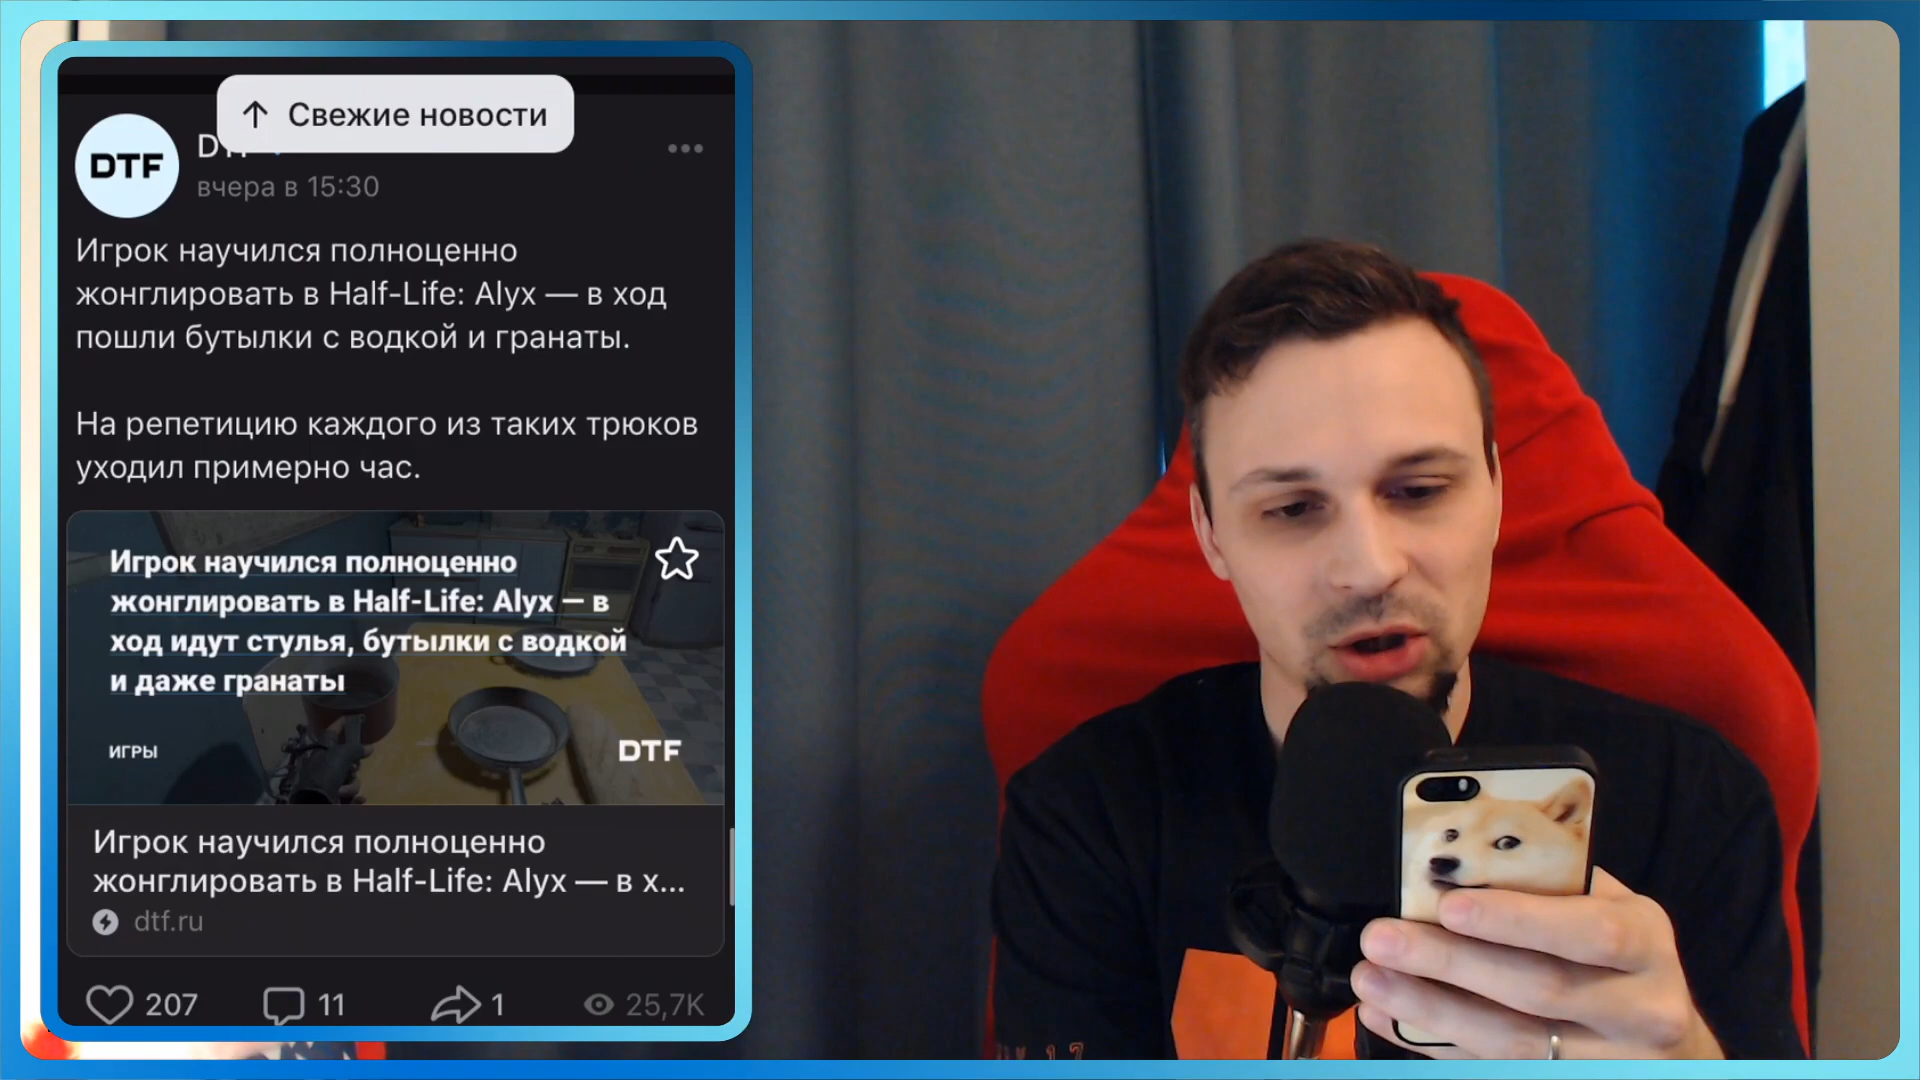 Свежие новости
DTF
вчера в 15:30
Игрок научился полноценно
жонглировать в Half-Life: Alyx — в ход
пошли бутылки с водкой и гранаты.
На репетицию каждого из таких трюков
уходил примерно час.
Игрок научился полноценно
жонглировать в Half-Life: Alyx — в
ход идут стулья, бутылки с водкой
и даже гранаты
ИГРЫ
DTF
Игрок научился полноценно
жонглировать в Half-Life: Alyx — в х...
dtf.ru
207 11 1 25,7K